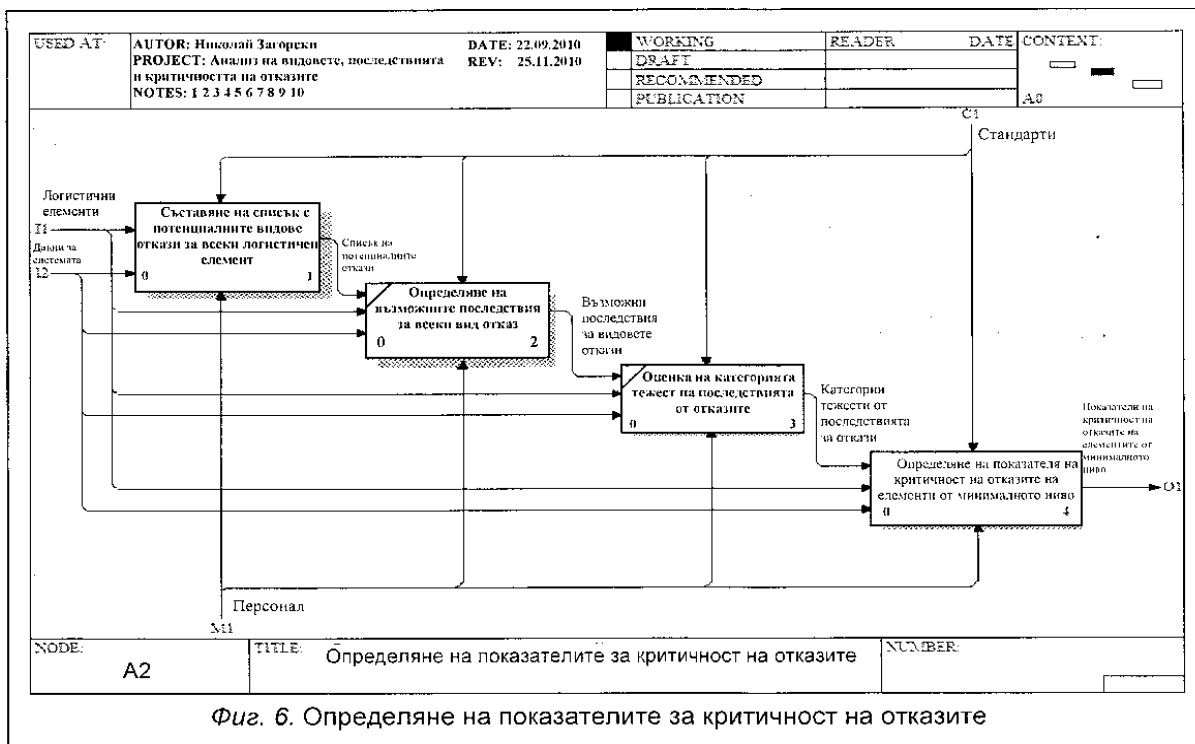 USED AT:
AUTOR: Николай Загорски
DATE: 22.09.2010
PROJECT: Анализ на видовете, последствията
REV: 25.11.2010
и критичността на отказите
NOTES: 1 2 3 4 5 6 7 8 9 10
WORKING
DRAFT
RECOMMENDED
PUBLICATION
READER DATE
CONTEXT:
A0
C1
Стандарти
Логистични
елементи
I1
Данни за
системата
I2
Съставяне на списък с
потенциалните видове
откази за всеки логистичен
елемент
0 1
Списък на
потенциалните
откази
Определяне на
възможните последствия
за всеки вид отказ
0 2
Възможни
последствия
за видовете
откази
Оценка на категорията
тежест на последствията
от отказите
0 3
Категории
тежести от
последствията
за откази
Показатели на
критичност на
отказите на
елементите от
минималното
ниво
Определяне на показателя на
критичност на отказите на
елементи от минималното ниво
0 4
O1
Персонал
M1
NODE:
A2
TITLE:
Определяне на показателите за критичност на отказите
NUMBER:
Фиг. 6. Определяне на показателите за критичност на отказите